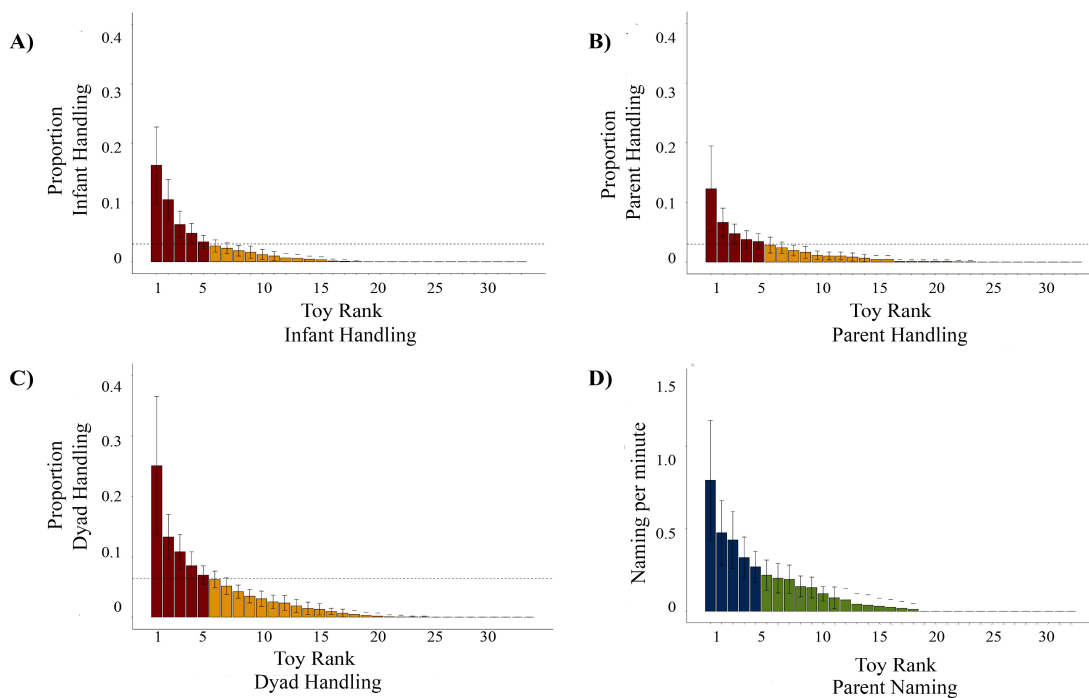 A)
Proportion
Infant Handling
0.4
0.3
0.2
0.1
0
1 5 10 15 20 25 30
Toy Rank
Infant Handling
B)
Proportion
Parent Handling
0.4
0.3
0.2
0.1
0
1 5 10 15 20 25 30
Toy Rank
Parent Handling
C)
Proportion
Dyad Handling
0.4
0.3
0.2
0.1
0
1 5 10 15 20 25 30
Toy Rank
Dyad Handling
D)
Naming per minute
1.5
1.0
0.5
0
1 5 10 15 20 25 30
Toy Rank
Parent Naming